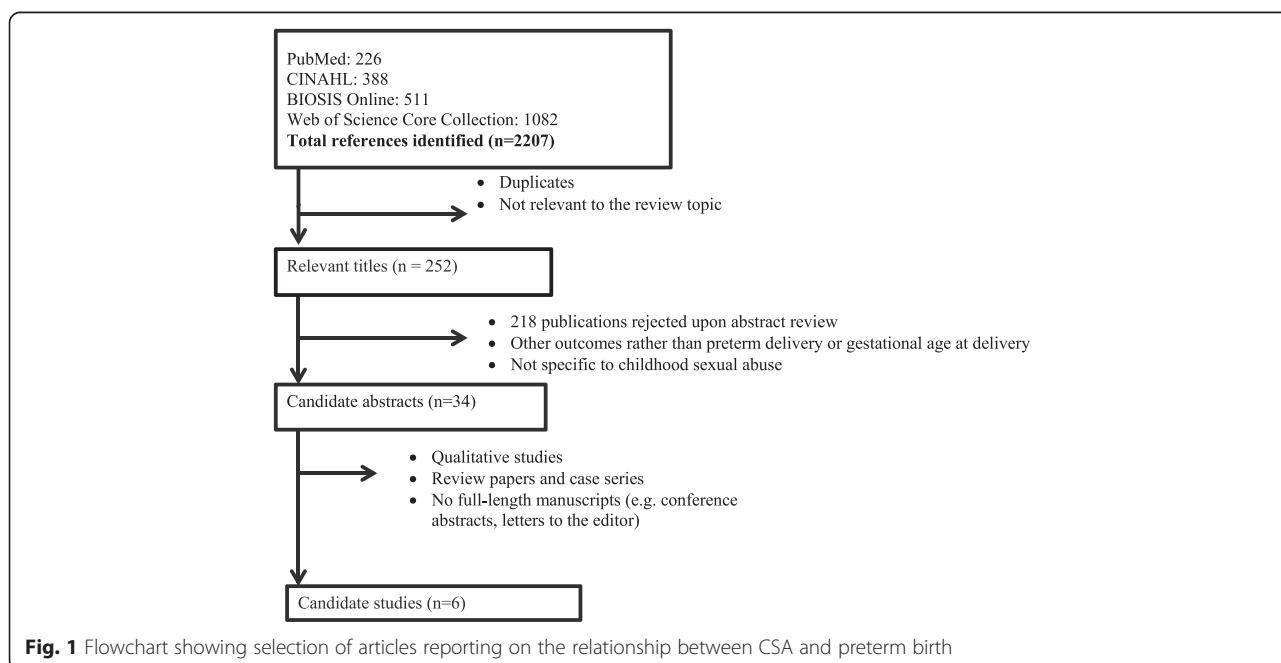 PubMed: 226
CINAHL: 388
BIOSIS Online: 511
Web of Science Core Collection: 1082
Total references identified (n=2207)
• Duplicates
• Not relevant to the review topic
Relevant titles (n = 252)
• 218 publications rejected upon abstract review
• Other outcomes rather than preterm delivery or gestational age at delivery
• Not specific to childhood sexual abuse
Candidate abstracts (n=34)
• Qualitative studies
• Review papers and case series
• No full-length manuscripts (e.g. conference
abstracts, letters to the editor)
Candidate studies (n=6)
Fig. 1 Flowchart showing selection of articles reporting on the relationship between CSA and preterm birth